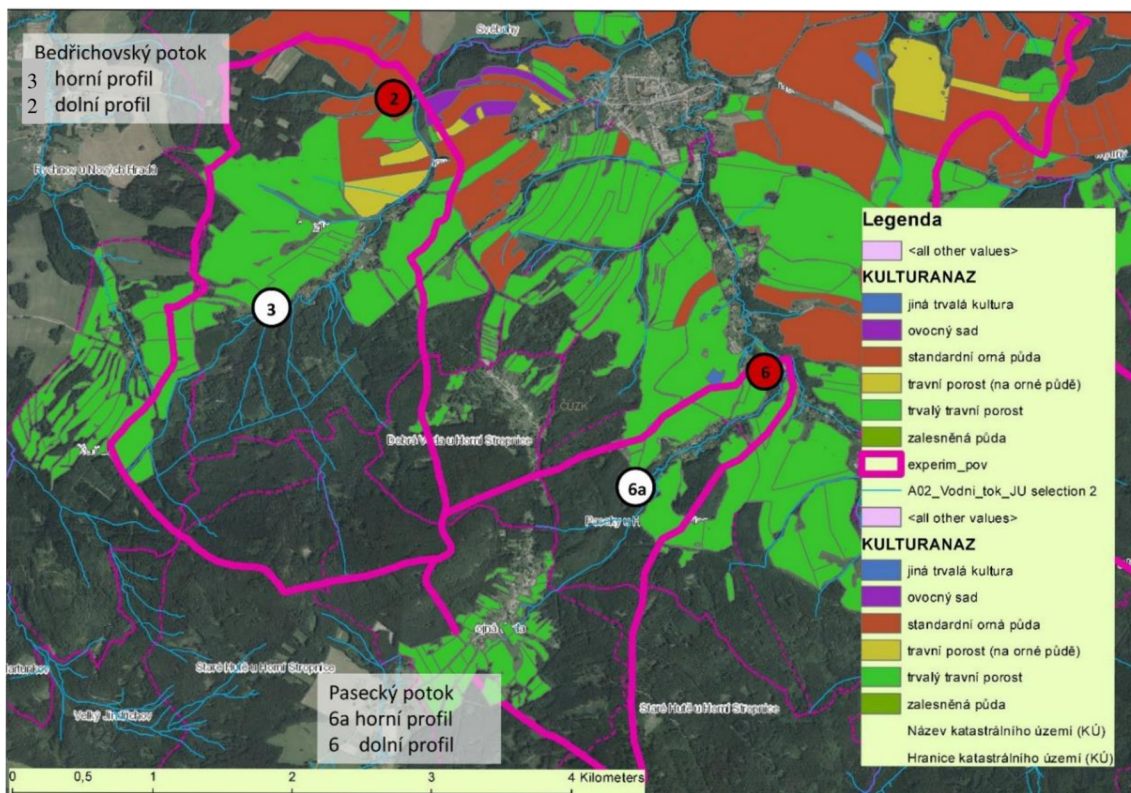 Bedřichovský potok
3 horní profil
2 dolní profil
Svébohy
2
Rychnov u Nových Hradů
3
6
ČÚZK
Dobrá Voda u Horní Stropnice
6a
Paseky u H
Staré Hutě u Horní Stropnice
Velký Jindřichov
Staré Hutě u Horní Stropnice
Pasecký potok
6a horní profil
6 dolní profil
0 0,5 1 2 3 4 Kilometers
Legenda
<all other values>
KULTURANAZ
jiná trvalá kultura
ovocný sad
standardní orná půda
travní porost (na orné půdě)
trvalý travní porost
zalesněná půda
experim_pov
A02_Vodni_tok_JU selection 2
<all other values>
KULTURANAZ
jiná trvalá kultura
ovocný sad
standardní orná půda
travní porost (na orné půdě)
trvalý travní porost
zalesněná půda
Název katastrálního území (KÚ)
Hranice katastrálního území (KÚ)